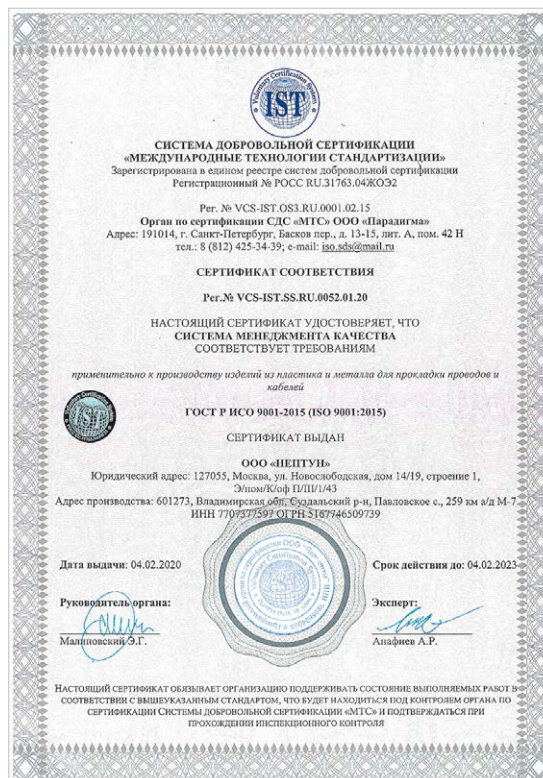 Voluntary Certification System
IST
СИСТЕМА ДОБРОВОЛЬНОЙ СЕРТИФИКАЦИИ
«МЕЖДУНАРОДНЫЕ ТЕХНОЛОГИИ СТАНДАРТИЗАЦИИ»
Зарегистрирована в едином реестре систем добровольной сертификации
Регистрационный № РОСС RU.31763.04ЖОЭ2
Рег. № VCS-IST.OS3.RU.0001.02.15
Орган по сертификации СДС «МТС» ООО «Парадигма»
Адрес: 191014, г. Санкт-Петербург, Басков пер., д. 13-15, лит. А, пом. 42 Н
тел.: 8 (812) 425-34-39; e-mail: iso.sds@mail.ru
СЕРТИФИКАТ СООТВЕТСТВИЯ
Рег.№ VCS-IST.SS.RU.0052.01.20
НАСТОЯЩИЙ СЕРТИФИКАТ УДОСТОВЕРЯЕТ, ЧТО
СИСТЕМА МЕНЕДЖМЕНТА КАЧЕСТВА
СООТВЕТСТВУЕТ ТРЕБОВАНИЯМ
применительно к производству изделий из пластика и металла для прокладки проводов и
кабелей
IST
ГОСТ Р ИСО 9001-2015 (ISO 9001:2015)
СЕРТИФИКАТ ВЫДАН
ООО «НЕПТУН»
Юридический адрес: 127055, Москва, ул. Новослободская, дом 14/19, строение 1,
Э/пом/К/оф П/III/1/43
Адрес производства: 601273, Владимирская обл, Суздальский р-н, Павловское с., 259 км а/д М-7
ИНН 7707377597 ОГРН 5167746509739
Дата выдачи: 04.02.2020
Срок действия до: 04.02.2023
Руководитель органа:
Эксперт:
Малиновский Э.Г.
Анафиев А.Р.
НАСТОЯЩИЙ СЕРТИФИКАТ ОБЯЗЫВАЕТ ОРГАНИЗАЦИЮ ПОДДЕРЖИВАТЬ СОСТОЯНИЕ ВЫПОЛНЯЕМЫХ РАБОТ В
СООТВЕТСТВИИ С ВЫШЕУКАЗАННЫМ СТАНДАРТОМ, ЧТО БУДЕТ НАХОДИТЬСЯ ПОД КОНТРОЛЕМ ОРГАНА ПО
СЕРТИФИКАЦИИ СИСТЕМЫ ДОБРОВОЛЬНОЙ СЕРТИФИКАЦИИ «МТС» И ПОДТВЕРЖДАТЬСЯ ПРИ
ПРОХОЖДЕНИИ ИНСПЕКЦИОННОГО КОНТРОЛЯ